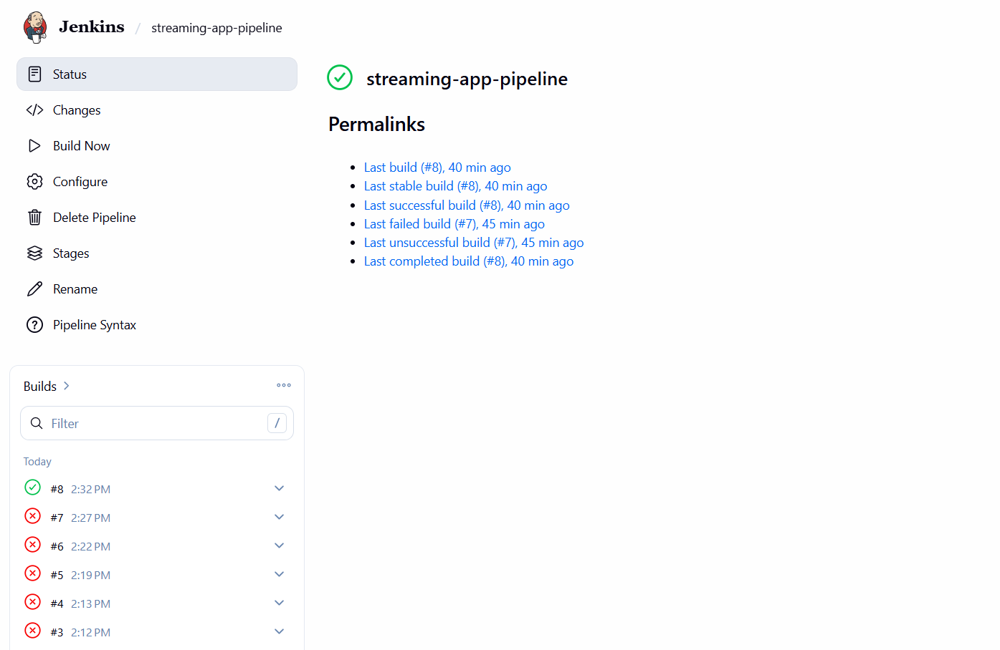 Jenkins / streaming-app-pipeline
Status
Changes
Build Now
Configure
Delete Pipeline
Stages
Rename
Pipeline Syntax
streaming-app-pipeline
Permalinks
Last build (#8), 40 min ago
Last stable build (#8), 40 min ago
Last successful build (#8), 40 min ago
Last failed build (#7), 45 min ago
Last unsuccessful build (#7), 45 min ago
Last completed build (#8), 40 min ago
Builds
Filter /
Today
#8 2:32 PM
#7 2:27 PM
#6 2:22 PM
#5 2:19 PM
#4 2:13 PM
#3 2:12 PM